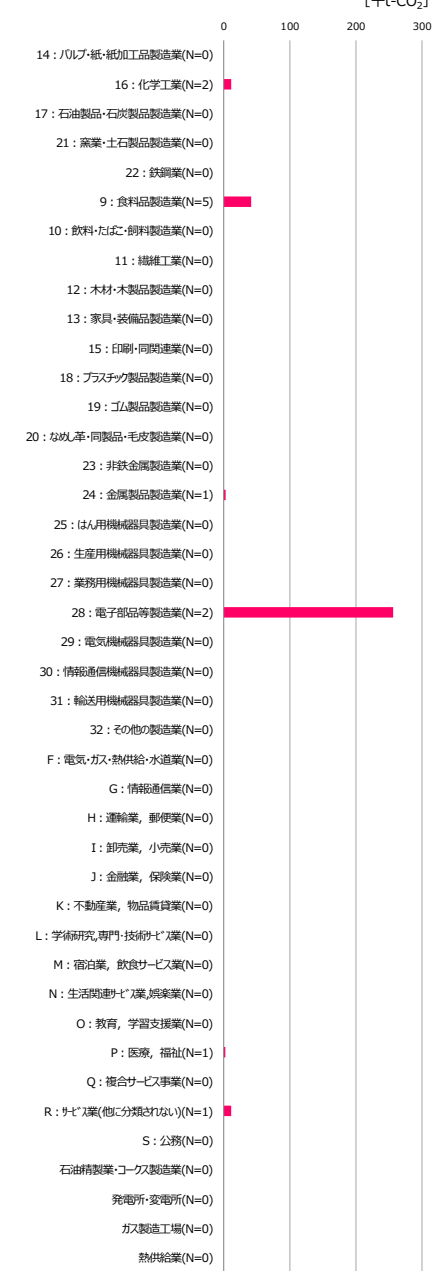 [千t-CO₂]
0 100 200 300
14：パルプ・紙・紙加工品製造業(N=0)
16：化学工業(N=2)
17：石油製品・石炭製品製造業(N=0)
21：窯業・土石製品製造業(N=0)
22：鉄鋼業(N=0)
9：食料品製造業(N=5)
10：飲料・たばこ・飼料製造業(N=0)
11：繊維工業(N=0)
12：木材・木製品製造業(N=0)
13：家具・装備品製造業(N=0)
15：印刷・同関連業(N=0)
18：プラスチック製品製造業(N=0)
19：ゴム製品製造業(N=0)
20：なめし革・同製品・毛皮製造業(N=0)
23：非鉄金属製造業(N=0)
24：金属製品製造業(N=1)
25：はん用機械器具製造業(N=0)
26：生産用機械器具製造業(N=0)
27：業務用機械器具製造業(N=0)
28：電子部品等製造業(N=2)
29：電気機械器具製造業(N=0)
30：情報通信機械器具製造業(N=0)
31：輸送用機械器具製造業(N=0)
32：その他の製造業(N=0)
F：電気・ガス・熱供給・水道業(N=0)
G：情報通信業(N=0)
H：運輸業，郵便業(N=0)
I：卸売業，小売業(N=0)
J：金融業，保険業(N=0)
K：不動産業，物品賃貸業(N=0)
L：学術研究,専門・技術ｻｰﾋﾞｽ業(N=0)
M：宿泊業，飲食サービス業(N=0)
N：生活関連ｻｰﾋﾞｽ業,娯楽業(N=0)
O：教育，学習支援業(N=0)
P：医療，福祉(N=1)
Q：複合サービス事業(N=0)
R：ｻｰﾋﾞｽ業(他に分類されない)(N=1)
S：公務(N=0)
石油精製業・コークス製造業(N=0)
発電所・変電所(N=0)
ガス製造工場(N=0)
熱供給業(N=0)